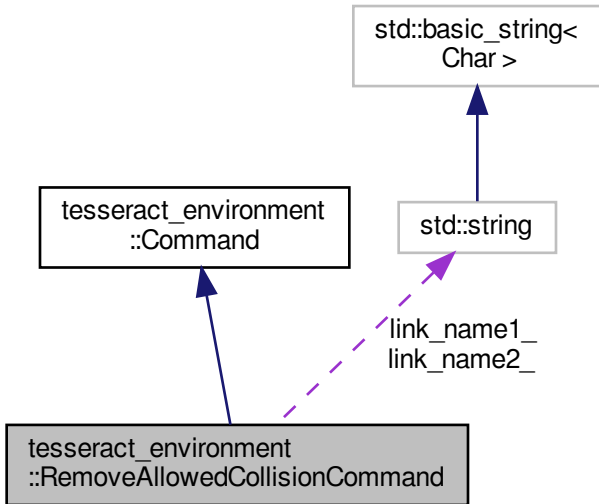 std::basic_string<
Char >
tesseract_environment
::Command
std::string
link_name1_
link_name2_
tesseract_environment
::RemoveAllowedCollisionCommand